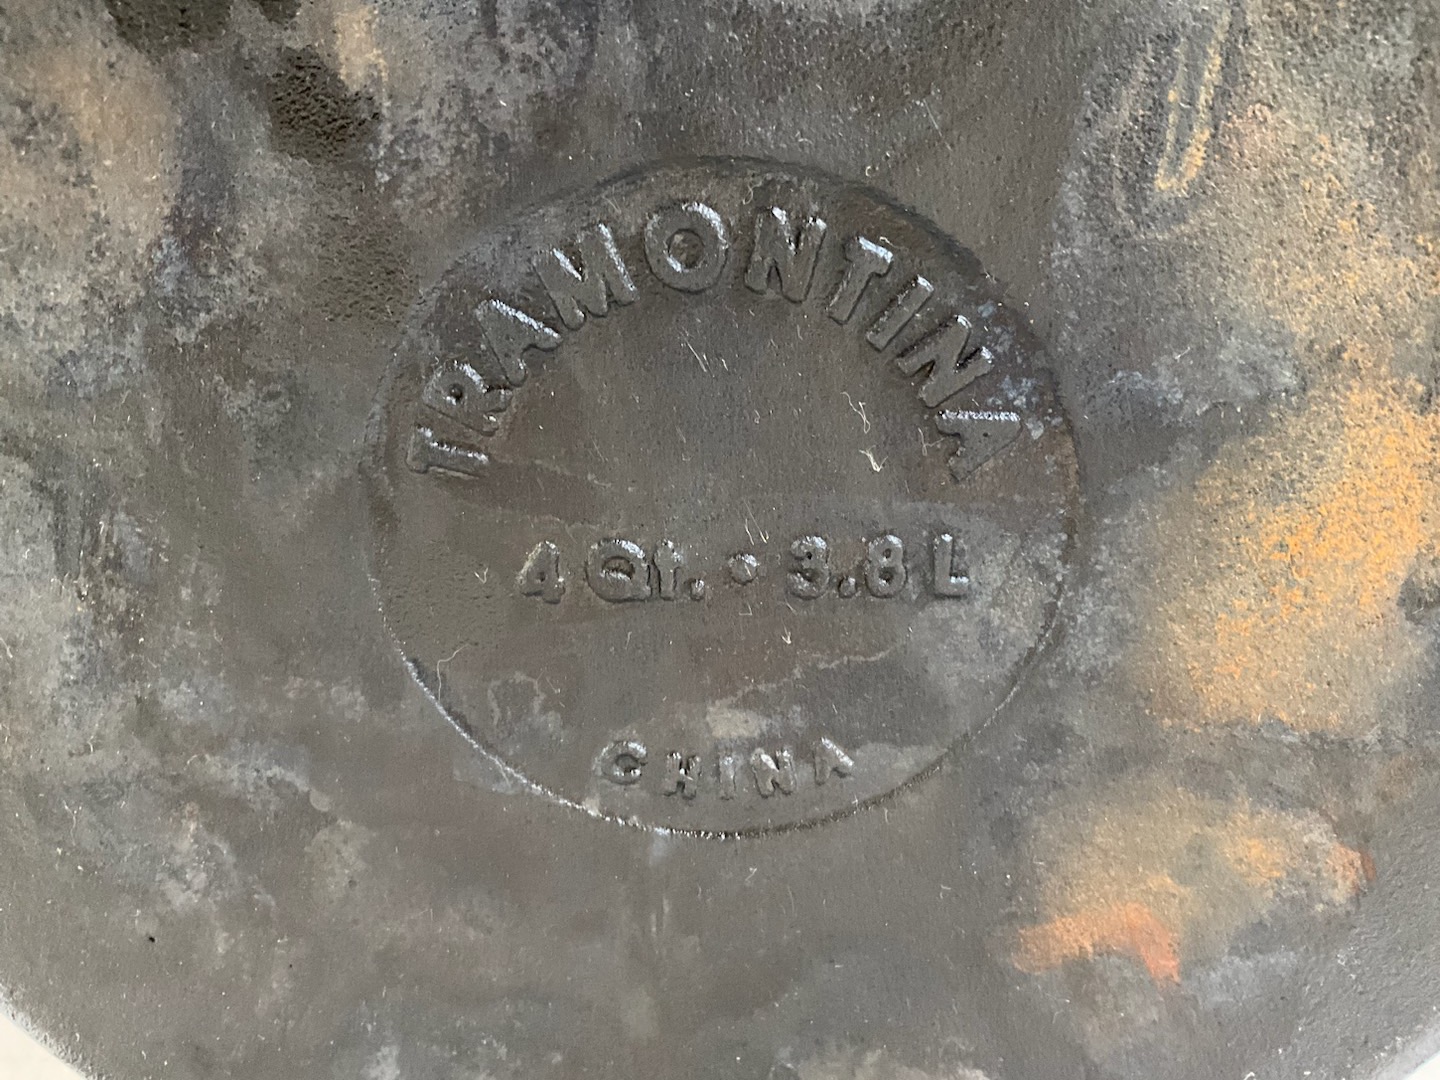 TRAMONTINA
4 Qt. • 3.8 L
CHINA